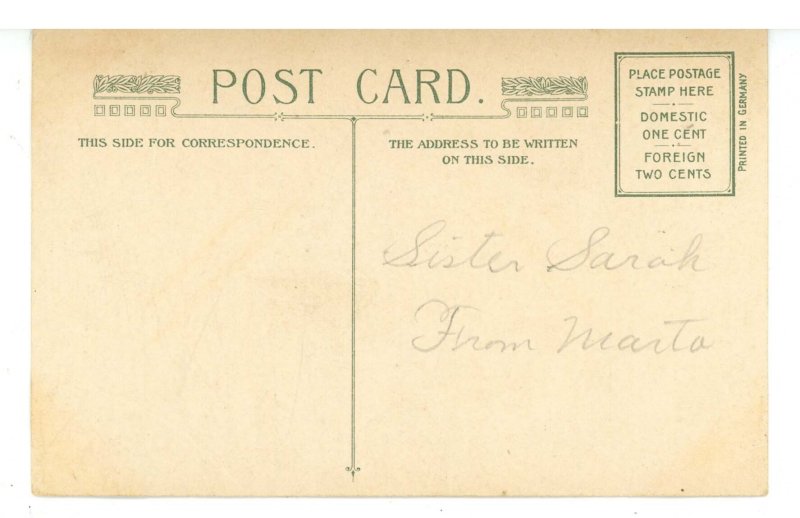 POST CARD.
THIS SIDE FOR CORRESPONDENCE.
THE ADDRESS TO BE WRITTEN
ON THIS SIDE.
PLACE POSTAGE
STAMP HERE
DOMESTIC
ONE CENT
FOREIGN
TWO CENTS
PRINTED IN GERMANY
Sister Sarah
From Marta